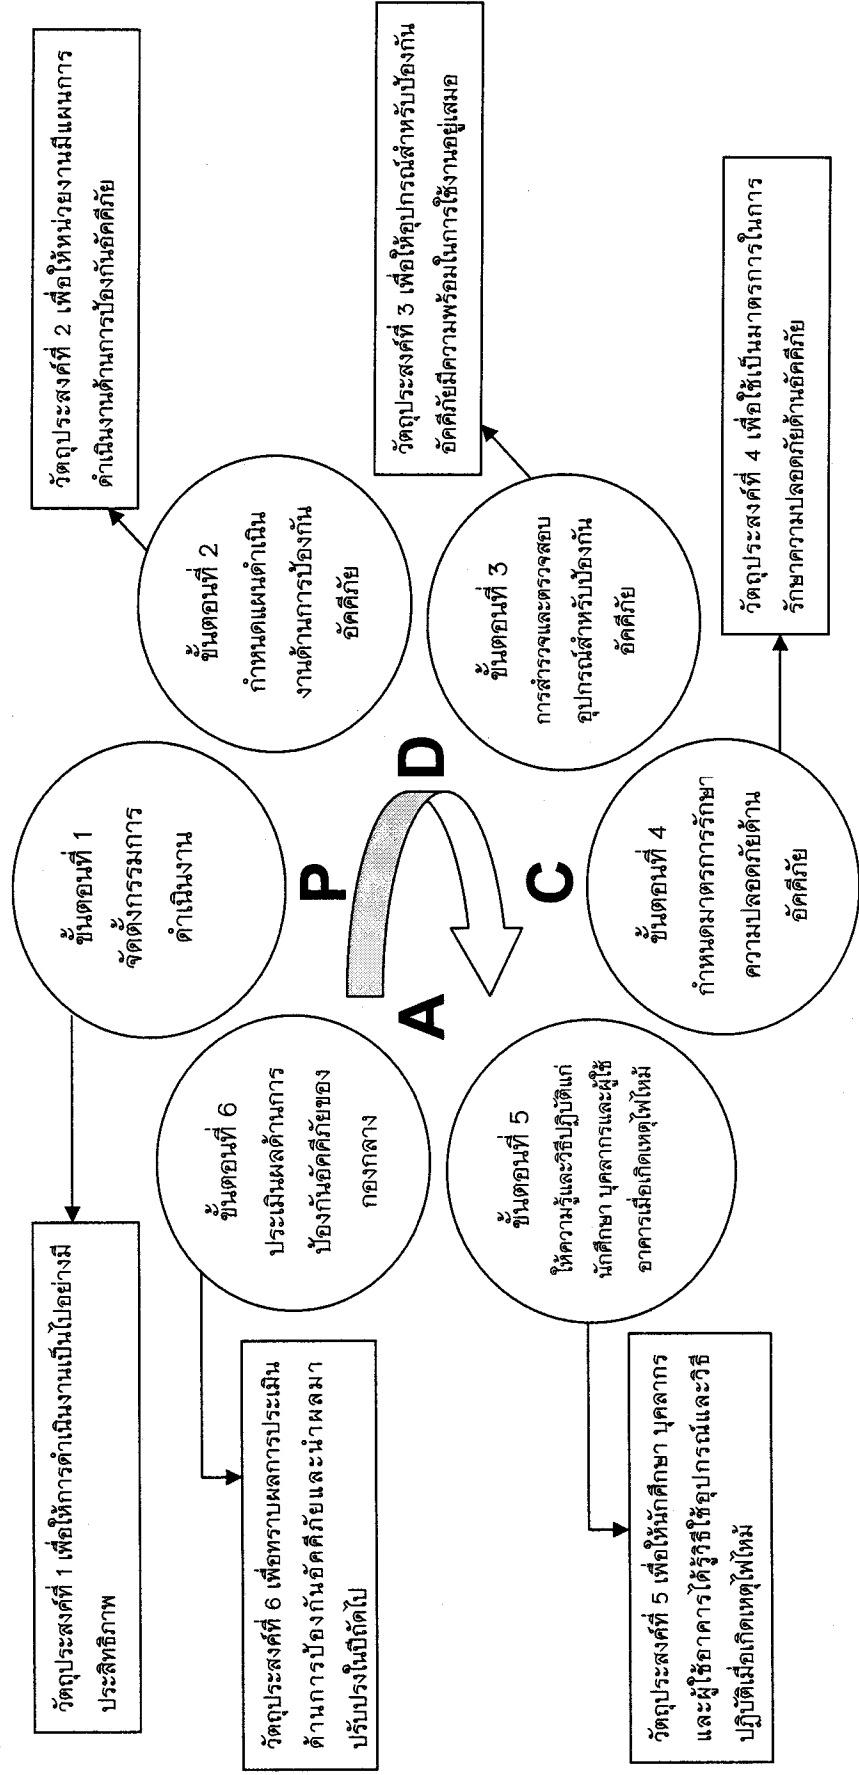 วัตถุประสงค์ที่ 1 เพื่อให้การดำเนินงานเป็นไปอย่างมี
ประสิทธิภาพ
ขั้นตอนที่ 1
จัดตั้งกรรมการ
ดำเนินงาน
วัตถุประสงค์ที่ 2 เพื่อให้หน่วยงานมีแผนการ
ดำเนินงานด้านการป้องกันอัคคีภัย
ขั้นตอนที่ 2
กำหนดแผนดำเนิน
งานด้านการป้องกัน
อัคคีภัย
วัตถุประสงค์ที่ 3 เพื่อให้อุปกรณ์สำหรับป้องกัน
อัคคีภัยมีความพร้อมในการใช้งานอยู่เสมอ
ขั้นตอนที่ 3
การสำรวจและตรวจสอบ
อุปกรณ์สำหรับป้องกัน
อัคคีภัย
วัตถุประสงค์ที่ 4 เพื่อใช้เป็นมาตรการในการ
รักษาความปลอดภัยด้านอัคคีภัย
ขั้นตอนที่ 4
กำหนดมาตรการรักษา
ความปลอดภัยด้าน
อัคคีภัย
วัตถุประสงค์ที่ 5 เพื่อให้นักศึกษา บุคลากร
และผู้ใช้อาคารได้รู้วิธีใช้อุปกรณ์และวิธี
ปฏิบัติเมื่อเกิดเหตุไฟไหม้
ขั้นตอนที่ 5
ให้ความรู้และวิธีปฏิบัติแก่
นักศึกษา บุคลากรและผู้ใช้
อาคารเมื่อเกิดเหตุไฟไหม้
วัตถุประสงค์ที่ 6 เพื่อทราบผลการประเมิน
ด้านการป้องกันอัคคีภัยและนำผลมา
ปรับปรุงในปีถัดไป
ขั้นตอนที่ 6
ประเมินผลด้านการ
ป้องกันอัคคีภัยของ
กองกลาง
P
D
C
A